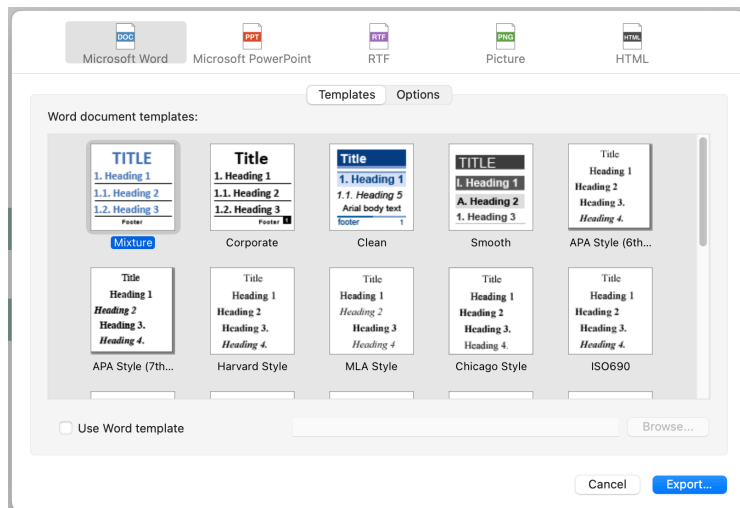 DOC
PPT
RTF
PNG
HTML
Microsoft Word
Microsoft PowerPoint
RTF
Picture
HTML
Templates
Options
Word document templates:
TITLE
1. Heading 1
1.1. Heading 2
1.2. Heading 3
Footer
Mixture
Title
1. Heading 1
1.1. Heading 2
1.2. Heading 3
Footer 1
Corporate
Title
1. Heading 1
1.1. Heading 5
Arial body text
footer 1
Clean
TITLE
I. Heading 1
A. Heading 2
1. Heading 3
Smooth
Title
Heading 1
Heading 2
Heading 3.
Heading 4.
APA Style (6th...
Title
Heading 1
Heading 2
Heading 3.
Heading 4.
APA Style (7th...
Title
Heading 1
Heading 2
Heading 3.
Heading 4.
Harvard Style
Title
Heading 1
Heading 2
Heading 3
Heading 4
MLA Style
Title
Heading 1
Heading 2
Heading 3.
Heading 4.
Chicago Style
Title
Heading 1
Heading 2
Heading 3.
Heading 4.
ISO690
Use Word template
Browse...
Cancel
Export...